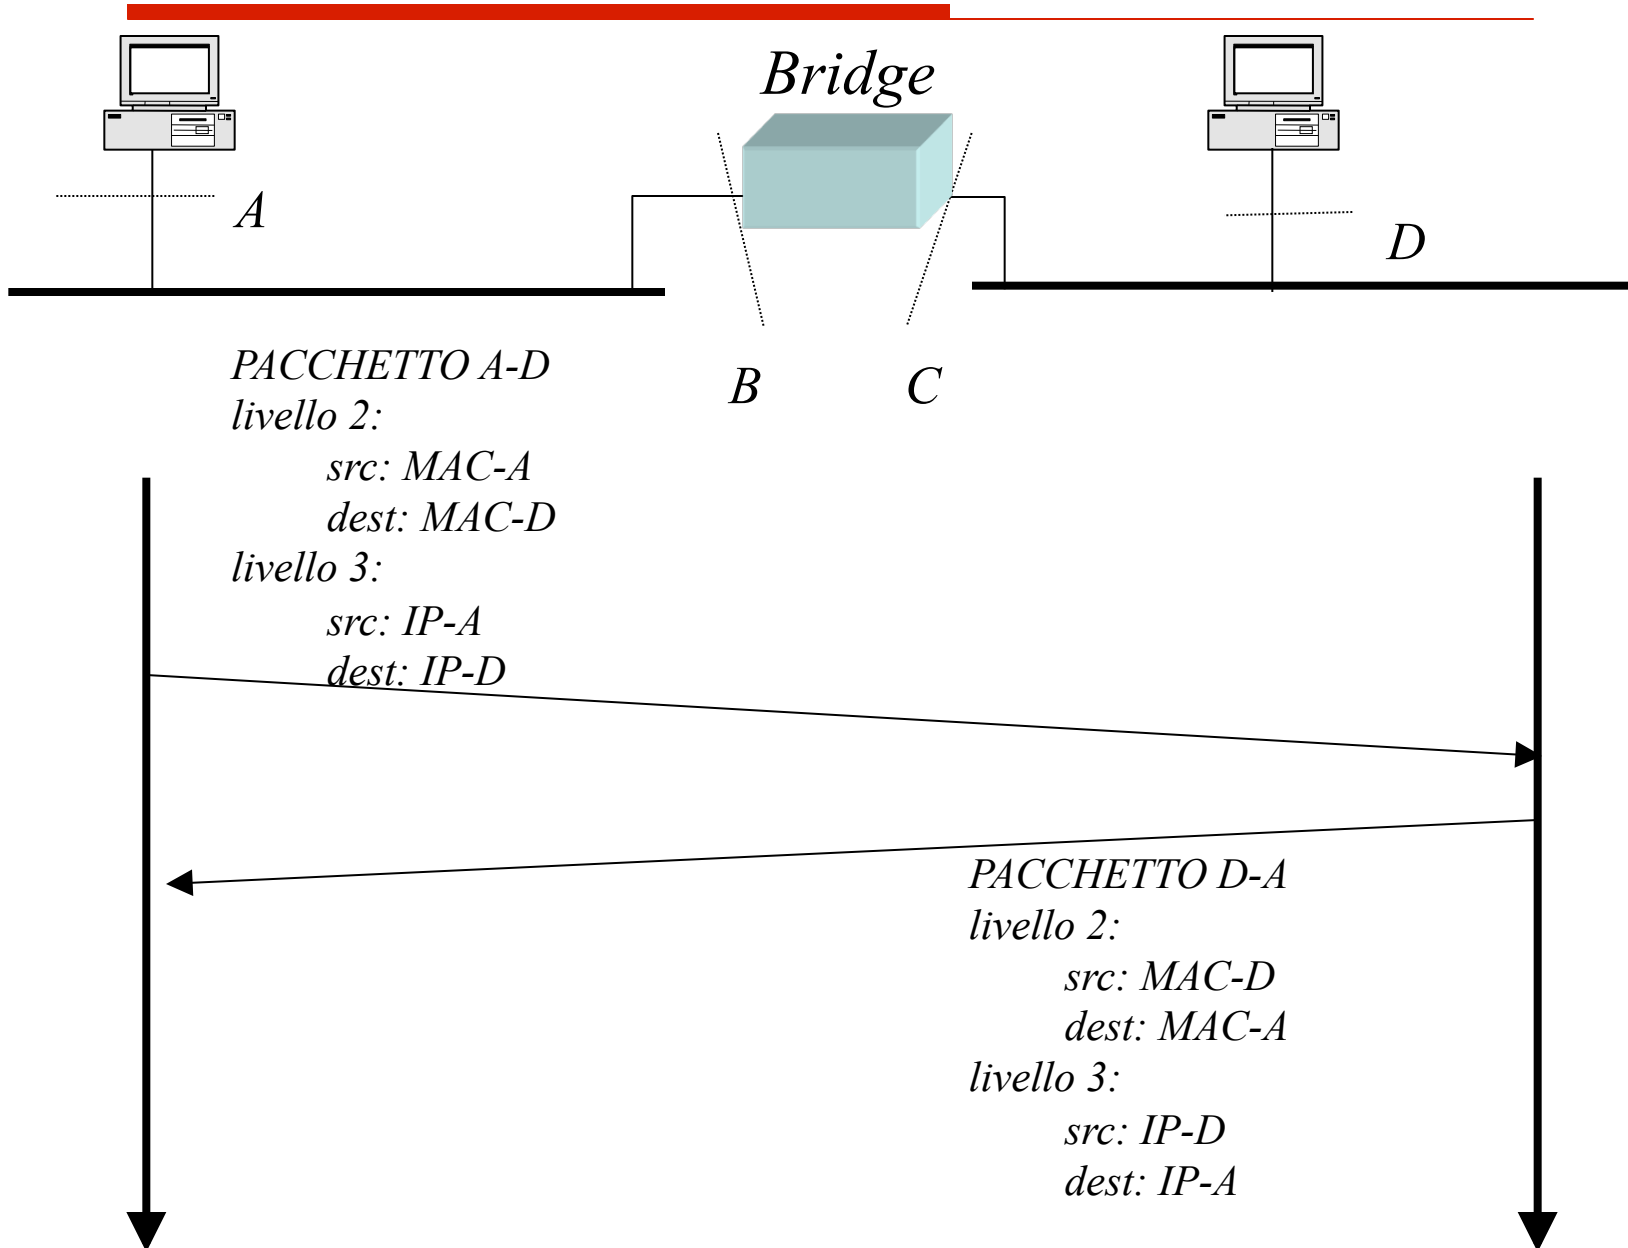 Bridge
A
D
B
C
PACCHETTO A-D
livello 2:
src: MAC-A
dest: MAC-D
livello 3:
src: IP-A
dest: IP-D
PACCHETTO D-A
livello 2:
src: MAC-D
dest: MAC-A
livello 3:
src: IP-D
dest: IP-A